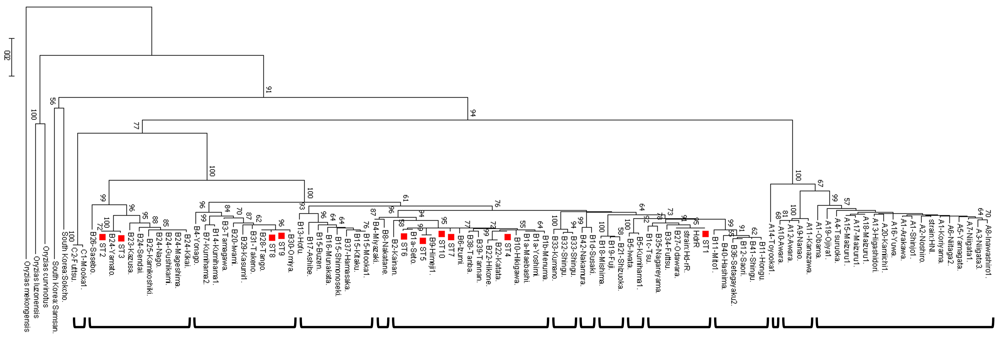 A8-Inawashiro1.
A3-Niigata3.
A7-Niigata1.
A5-Yamagata.
A6-Niitaga2.
A1-Koriyama.
strain:HNI.
A2-Noshiro.
A1-Shinjo1.
A1-Arakawa.
A16-Yuwa.
A20-Kamiichi1.
A13-Higashidori.
A18-Maizuru1.
A17-Maizuru1.
A15-Maizuru1.
A4-Tsuruoka.
A19-Ojiya1.
A1-Obama.
A11-Kanazawa.
A9-Nanao.
A12-Awara.
A10-Awara.
A14-Toyooka1.
B11-Hongu.
B41-Shingu.
B12-Saori.
B36-Setagayaku2.
B40-Hashima.
B11-Mito1.
ST1
HdrR
strain:Hd-rR.
B27-Odawara.
B34-Futtsu.
B35-Nagareyama.
B1c-Tsu.
B5-Kumihama1.
B5-Iwata.
B21-Shizuoka.
B19-Fuji.
B18-Mishima.
B1d-Susaki.
B42-Nakamura.
B33-Shingu.
B32-Shingu.
B33-Kumano.
B1b-Menuma.
B1a-Yoshimi.
B1a-Maebashi.
B10-Hikigawa.
ST4
B22-Katata.
B22-Hikone.
B39-Tannan.
B38-Tanba.
B6-Izumi.
ST7
ST10
B9-Himeji1.
ST5
B1a-Seto.
ST6
B2-Kainan.
B8-Nakatane.
B4-Miyazaki.
B15-Mooka1.
B15-Kitaku.
B37-Hamasaka.
B15-Shimonoseki.
B16-Munakata.
B15-Buzen.
B17-Ashibe.
B13-Hofu.
B30-Omiya.
ST9
ST8
B28-Tango.
B31-Takeno.
B29-Kasumi1.
B20-Iwami.
B3-Tamagawa.
B14-Kumihama1.
B7-Kumihama2.
B4-Yonago.
B24-Kikai.
B24-Mageshima.
B24-Gushikami.
B24-Nago.
B25-Kamikoshiki.
B24-Sendai.
B23-Kazusa.
ST3
B24-Yamato.
ST2
B26-Sasebo.
C1-Mooka1.
C2-Futtsu.
South Korea:Sokcho.
South Korea:Samsan.
Oryzias curvinotus
Oryzias luzonensis
Oryzias mekongensis
70
64
57
99
67
100
100
81
68
94
91
62
91
99
65
95
91
73
78
92
64
100
58
100
99
94
100
76
64
55
72
99
77
95
94
99
58
96
87
61
76
64
64
96
93
100
96
62
87
70
84
99
96
100
85
88
95
96
100
72
99
100
77
56
100
002